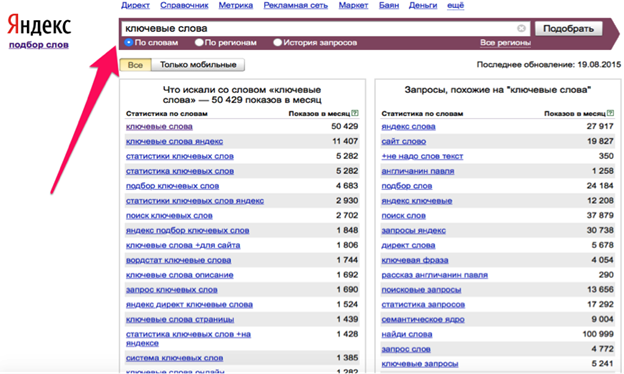 Директ Справочник Метрика Рекламная сеть Маркет Баян Деньги ещё
Яндекс
подбор слов
ключевые слова
Подобрать
По словам По регионам История запросов Все регионы
Все Только мобильные
Последнее обновление: 19.08.2015
Что искали со словом «ключевые
слова» — 50 429 показов в месяц
Статистика по словам Показов в месяц ?
ключевые слова 50 429
ключевые слова яндекс 11 407
статистики ключевых слов 5 282
статистика ключевых слов 5 282
подбор ключевых слов 4 683
статистики ключевых слов яндекс 2 930
поиск ключевых слов 2 702
яндекс подбор ключевых слов 1 848
ключевые слова +для сайта 1 806
вордстат ключевые слова 1 744
ключевые слова описание 1 692
запрос ключевых слов 1 690
яндекс директ ключевые слова 1 524
ключевые слова страницы 1 439
статистика ключевых слов +на
яндексе 1 428
система ключевых слов 1 385
ключевые слова онлайн 1 282
Запросы, похожие на "ключевые слова"
Статистика по словам Показов в месяц ?
яндекс слова 27 917
сайт слово 19 827
+не надо слов текст 350
англичанин павля 1 258
подбор слов 24 184
яндекс ключевые 12 208
поиск слов 37 879
запросы яндекс 30 738
директ слова 5 678
ключевая фраза 4 054
рассказ англичанин павля 290
поисковые запросы 13 656
статистика запросов 17 292
семантическое ядро 9 004
найди слова 100 999
запрос слов 4 772
ключевые запросы 5 241